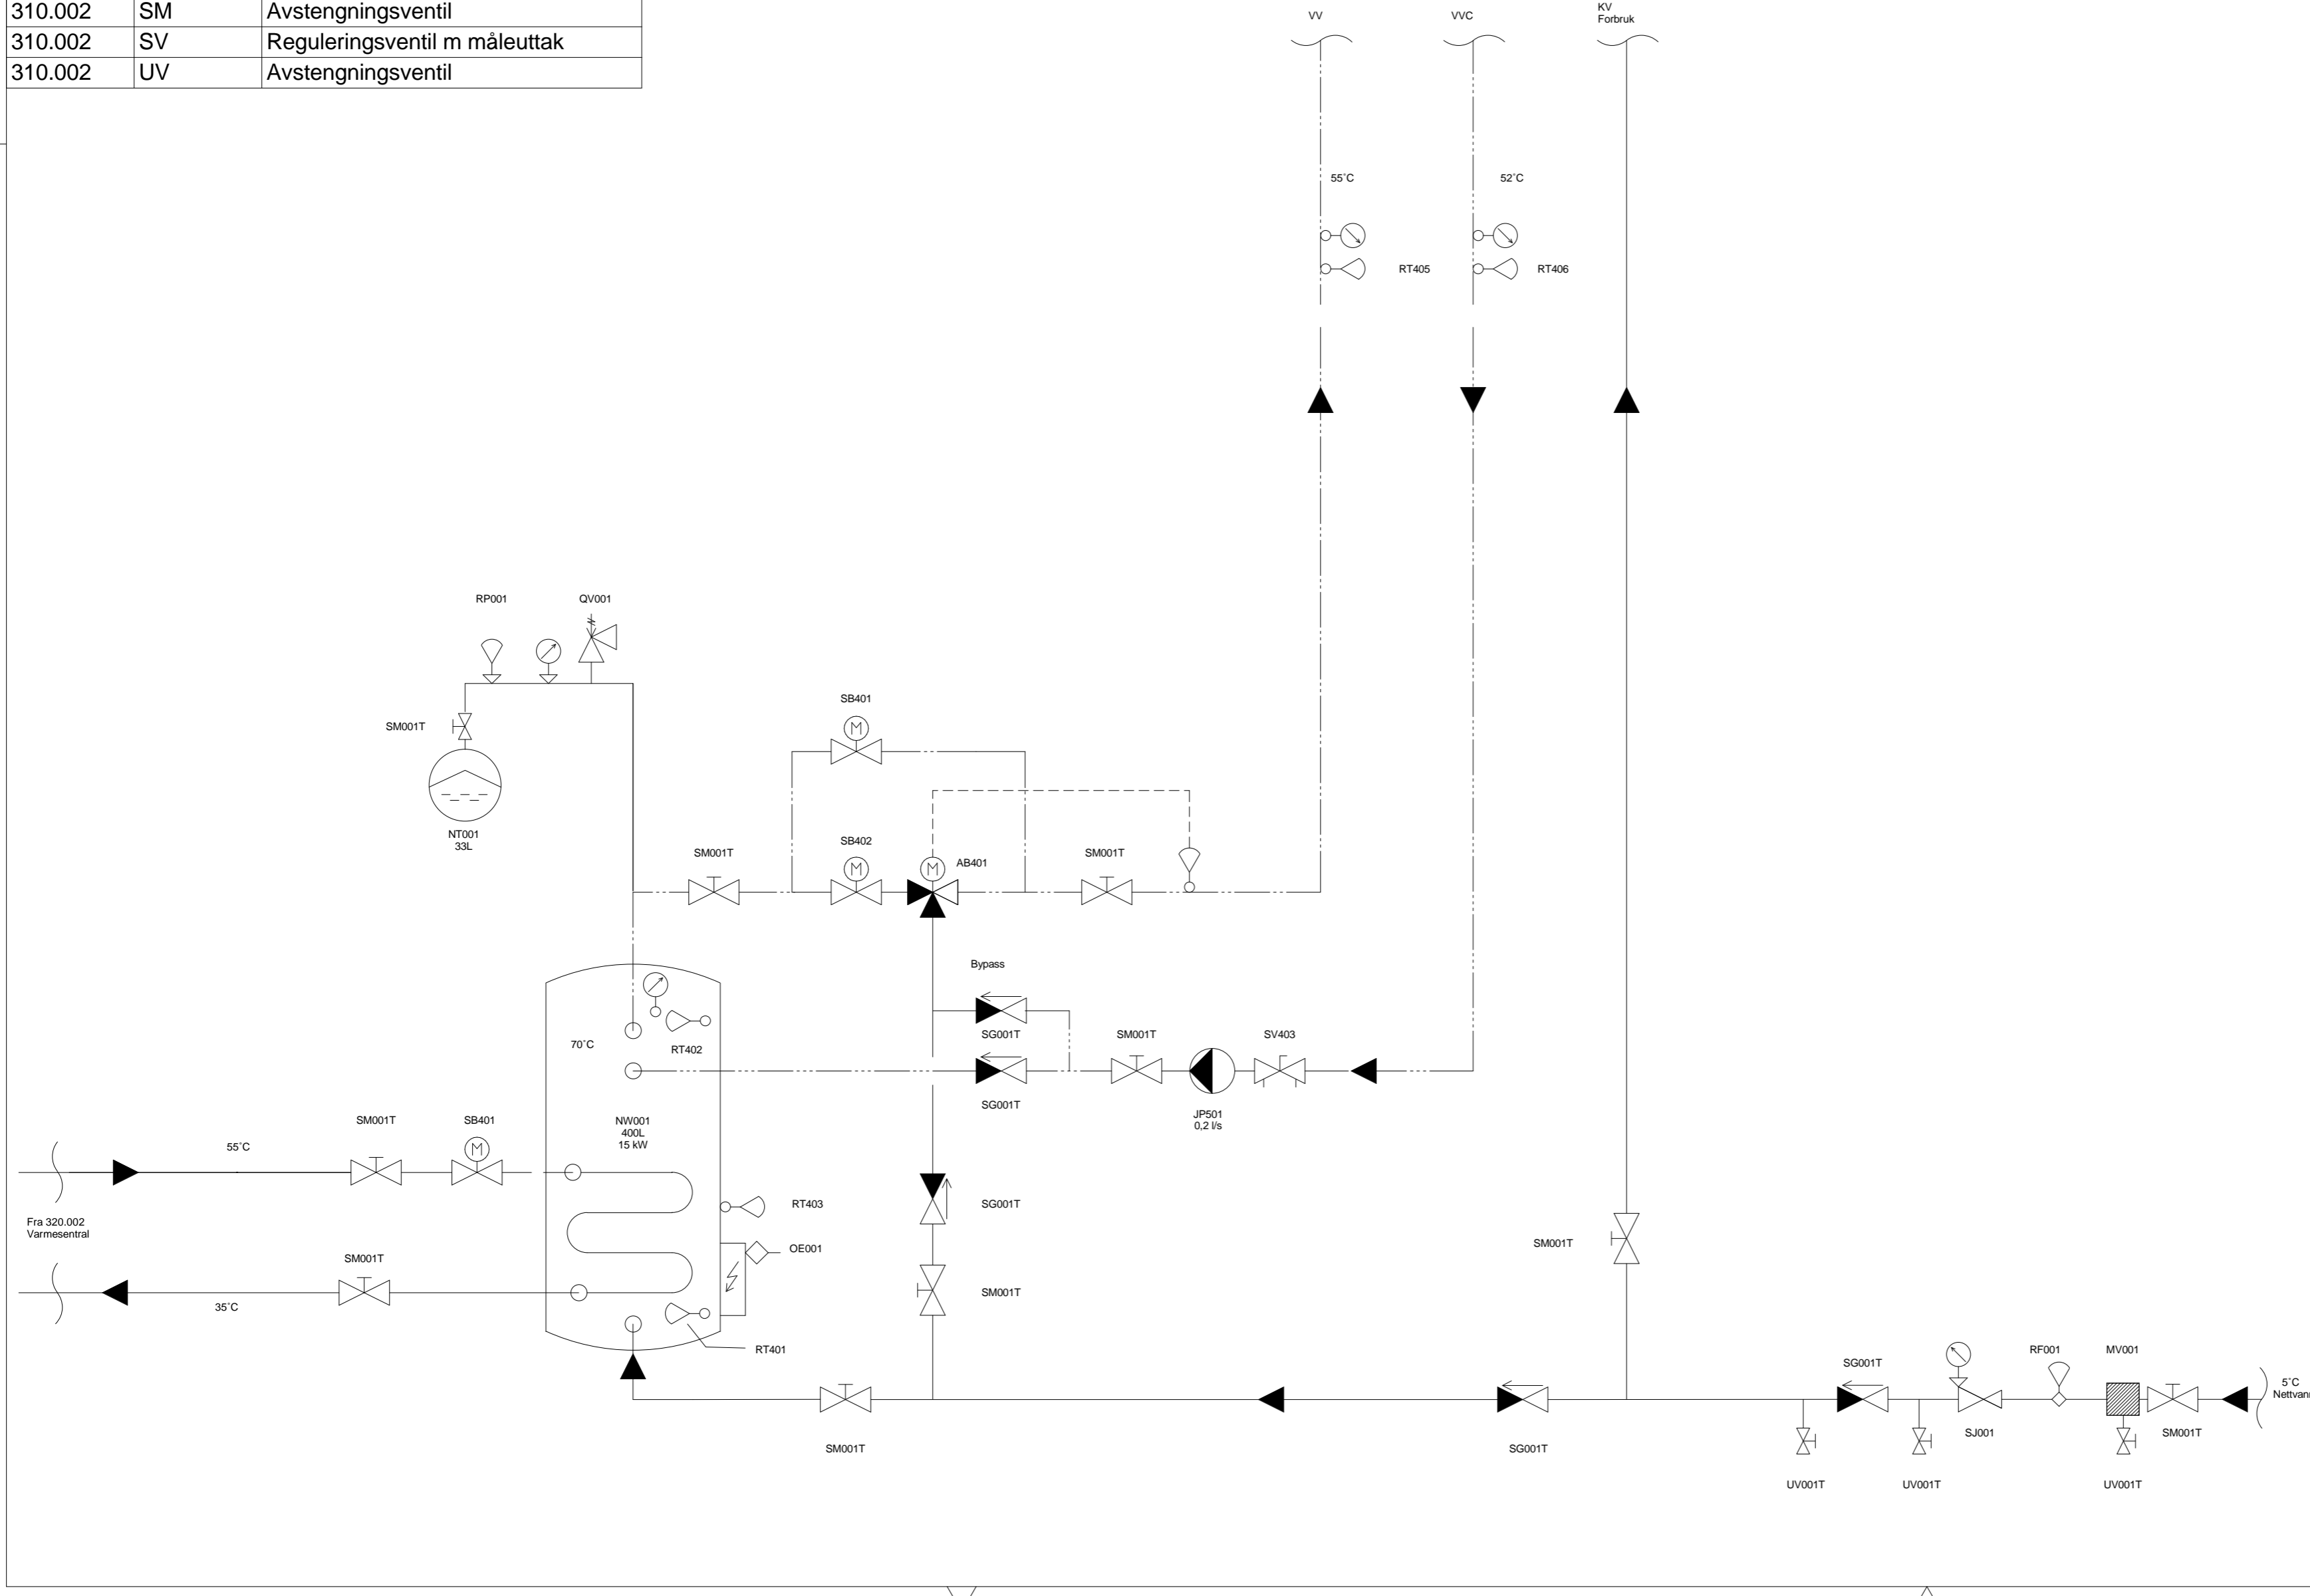 310.002 SM Avstengningsventil
310.002 SV Reguleringsventil m måleuttak
310.002 UV Avstengningsventil
VV
VVC
KV
Forbruk
55°C
52°C
RT405
RT406
RP001
QV001
SM001T
NT001
33L
SB401
SM001T
SB402
AB401
SM001T
Bypass
SG001T
SM001T
SV403
70°C
RT402
SG001T
JP501
0,2 l/s
NW001
400L
15 kW
SM001T
SB401
55°C
Fra 320.002
Varmesentral
RT403
SG001T
OE001
SM001T
SM001T
SM001T
35°C
RT401
SM001T
SG001T
SG001T
RF001
MV001
5°C
SJ001
SM001T
UV001T
UV001T
UV001T